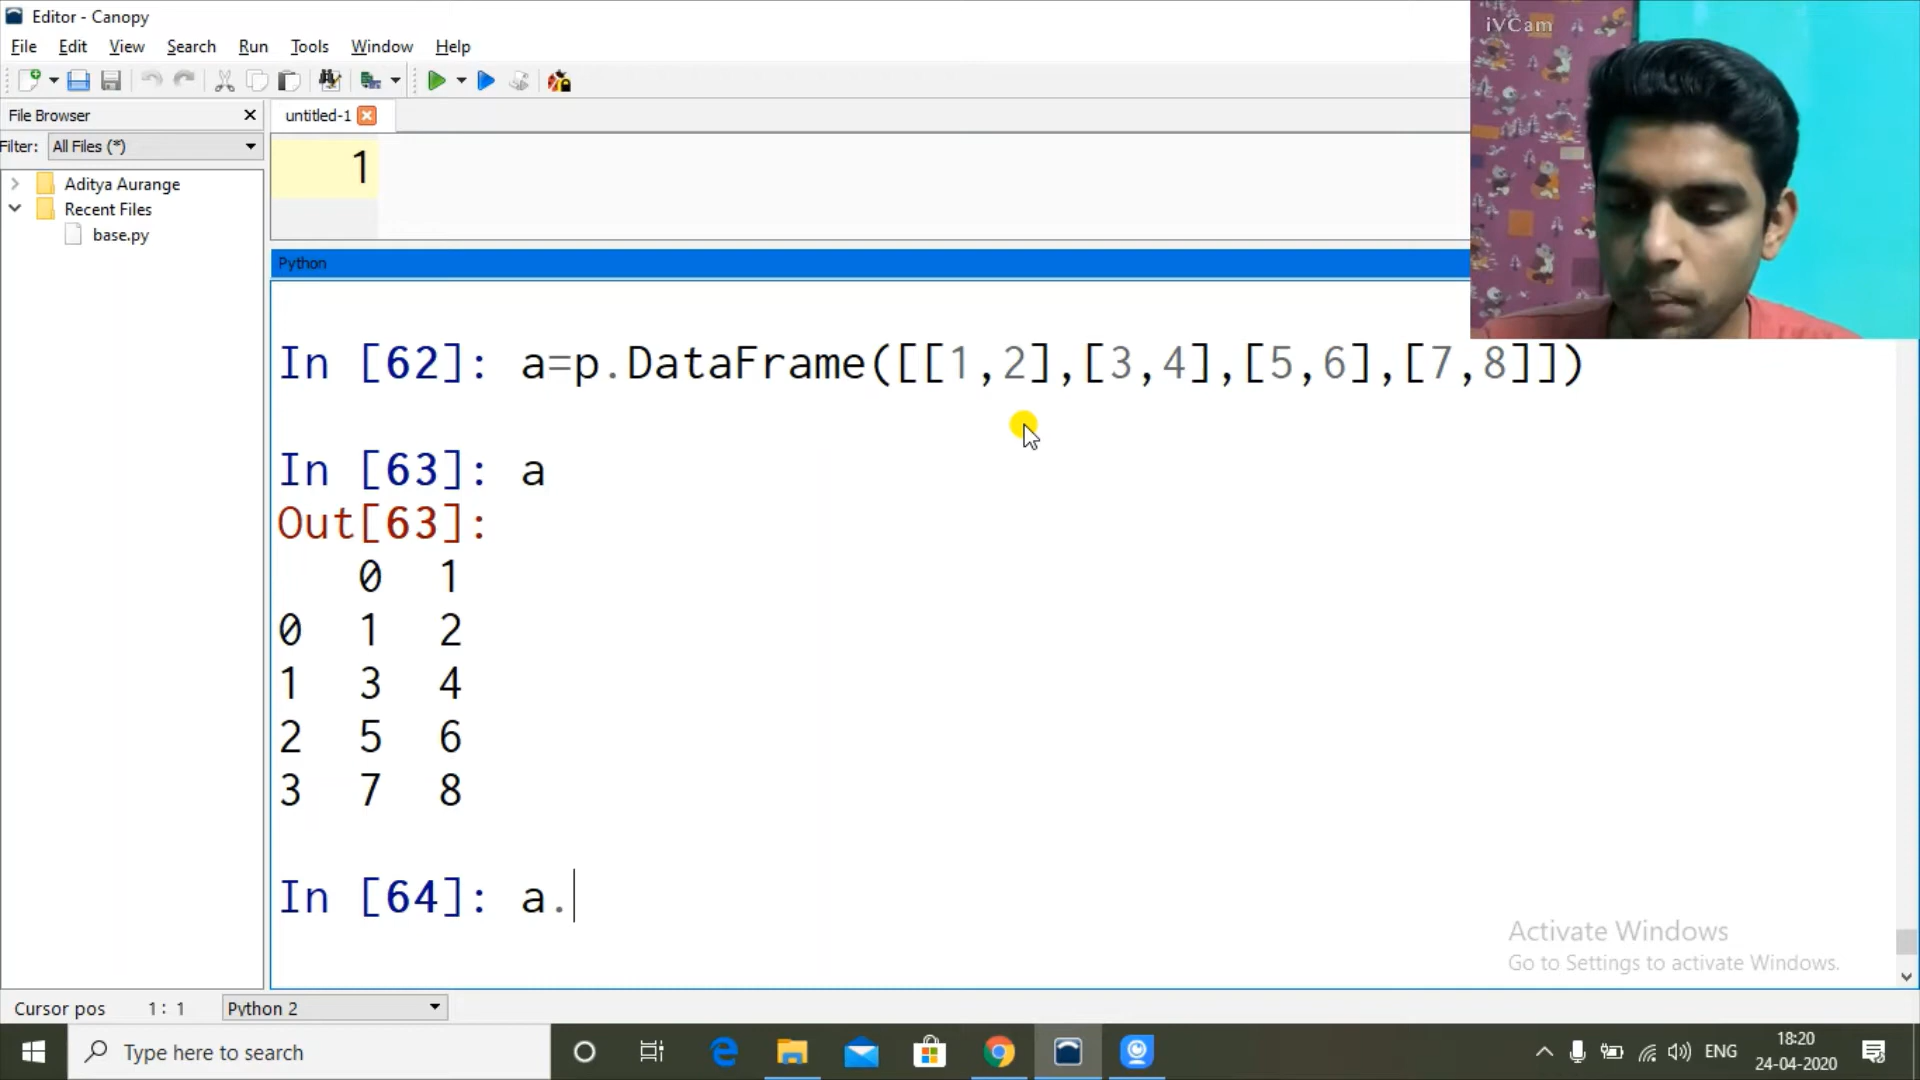 Editor - Canopy
iVCam
File Edit View Search Run Tools Window Help
File Browser
untitled-1
Filter: All Files (*)
1
Aditya Aurange
Recent Files
base.py
Python
In [62]: a=p.DataFrame([[1,2],[3,4],[5,6],[7,8]])
In [63]: a
Out[63]:
0 1
0 1 2
1 3 4
2 5 6
3 7 8
In [64]: a.
Activate Windows
Go to Settings to activate Windows.
Cursor pos 1: 1 Python 2
Type here to search
ENG
18:20
24-04-2020